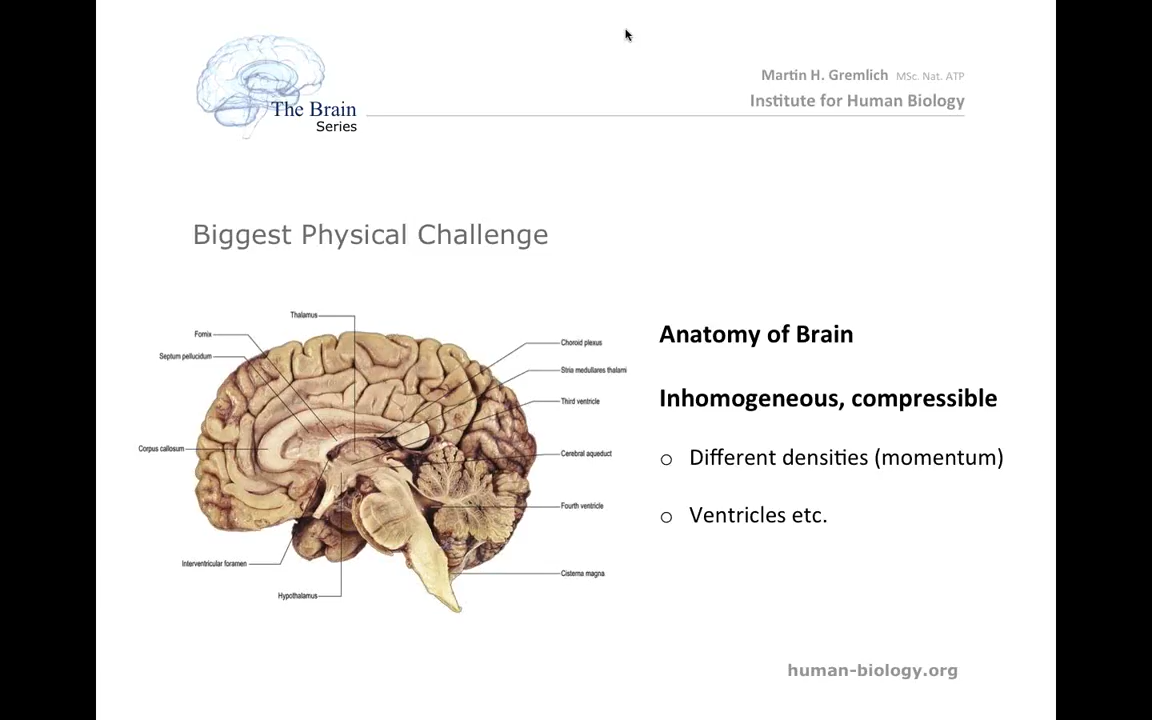 Martin H. Gremlich MSc. Nat. ATP
Institute for Human Biology
The Brain
Series
Biggest Physical Challenge
Thalamus
Fornix
Septum pellucidum
Corpus callosum
Interventricular foramen
Hypothalamus
Choroid plexus
Stria medullares thalami
Third ventricle
Cerebral aqueduct
Fourth ventricle
Cisterna magna
Anatomy of Brain
Inhomogeneous, compressible
o Different densities (momentum)
o Ventricles etc.
human-biology.org